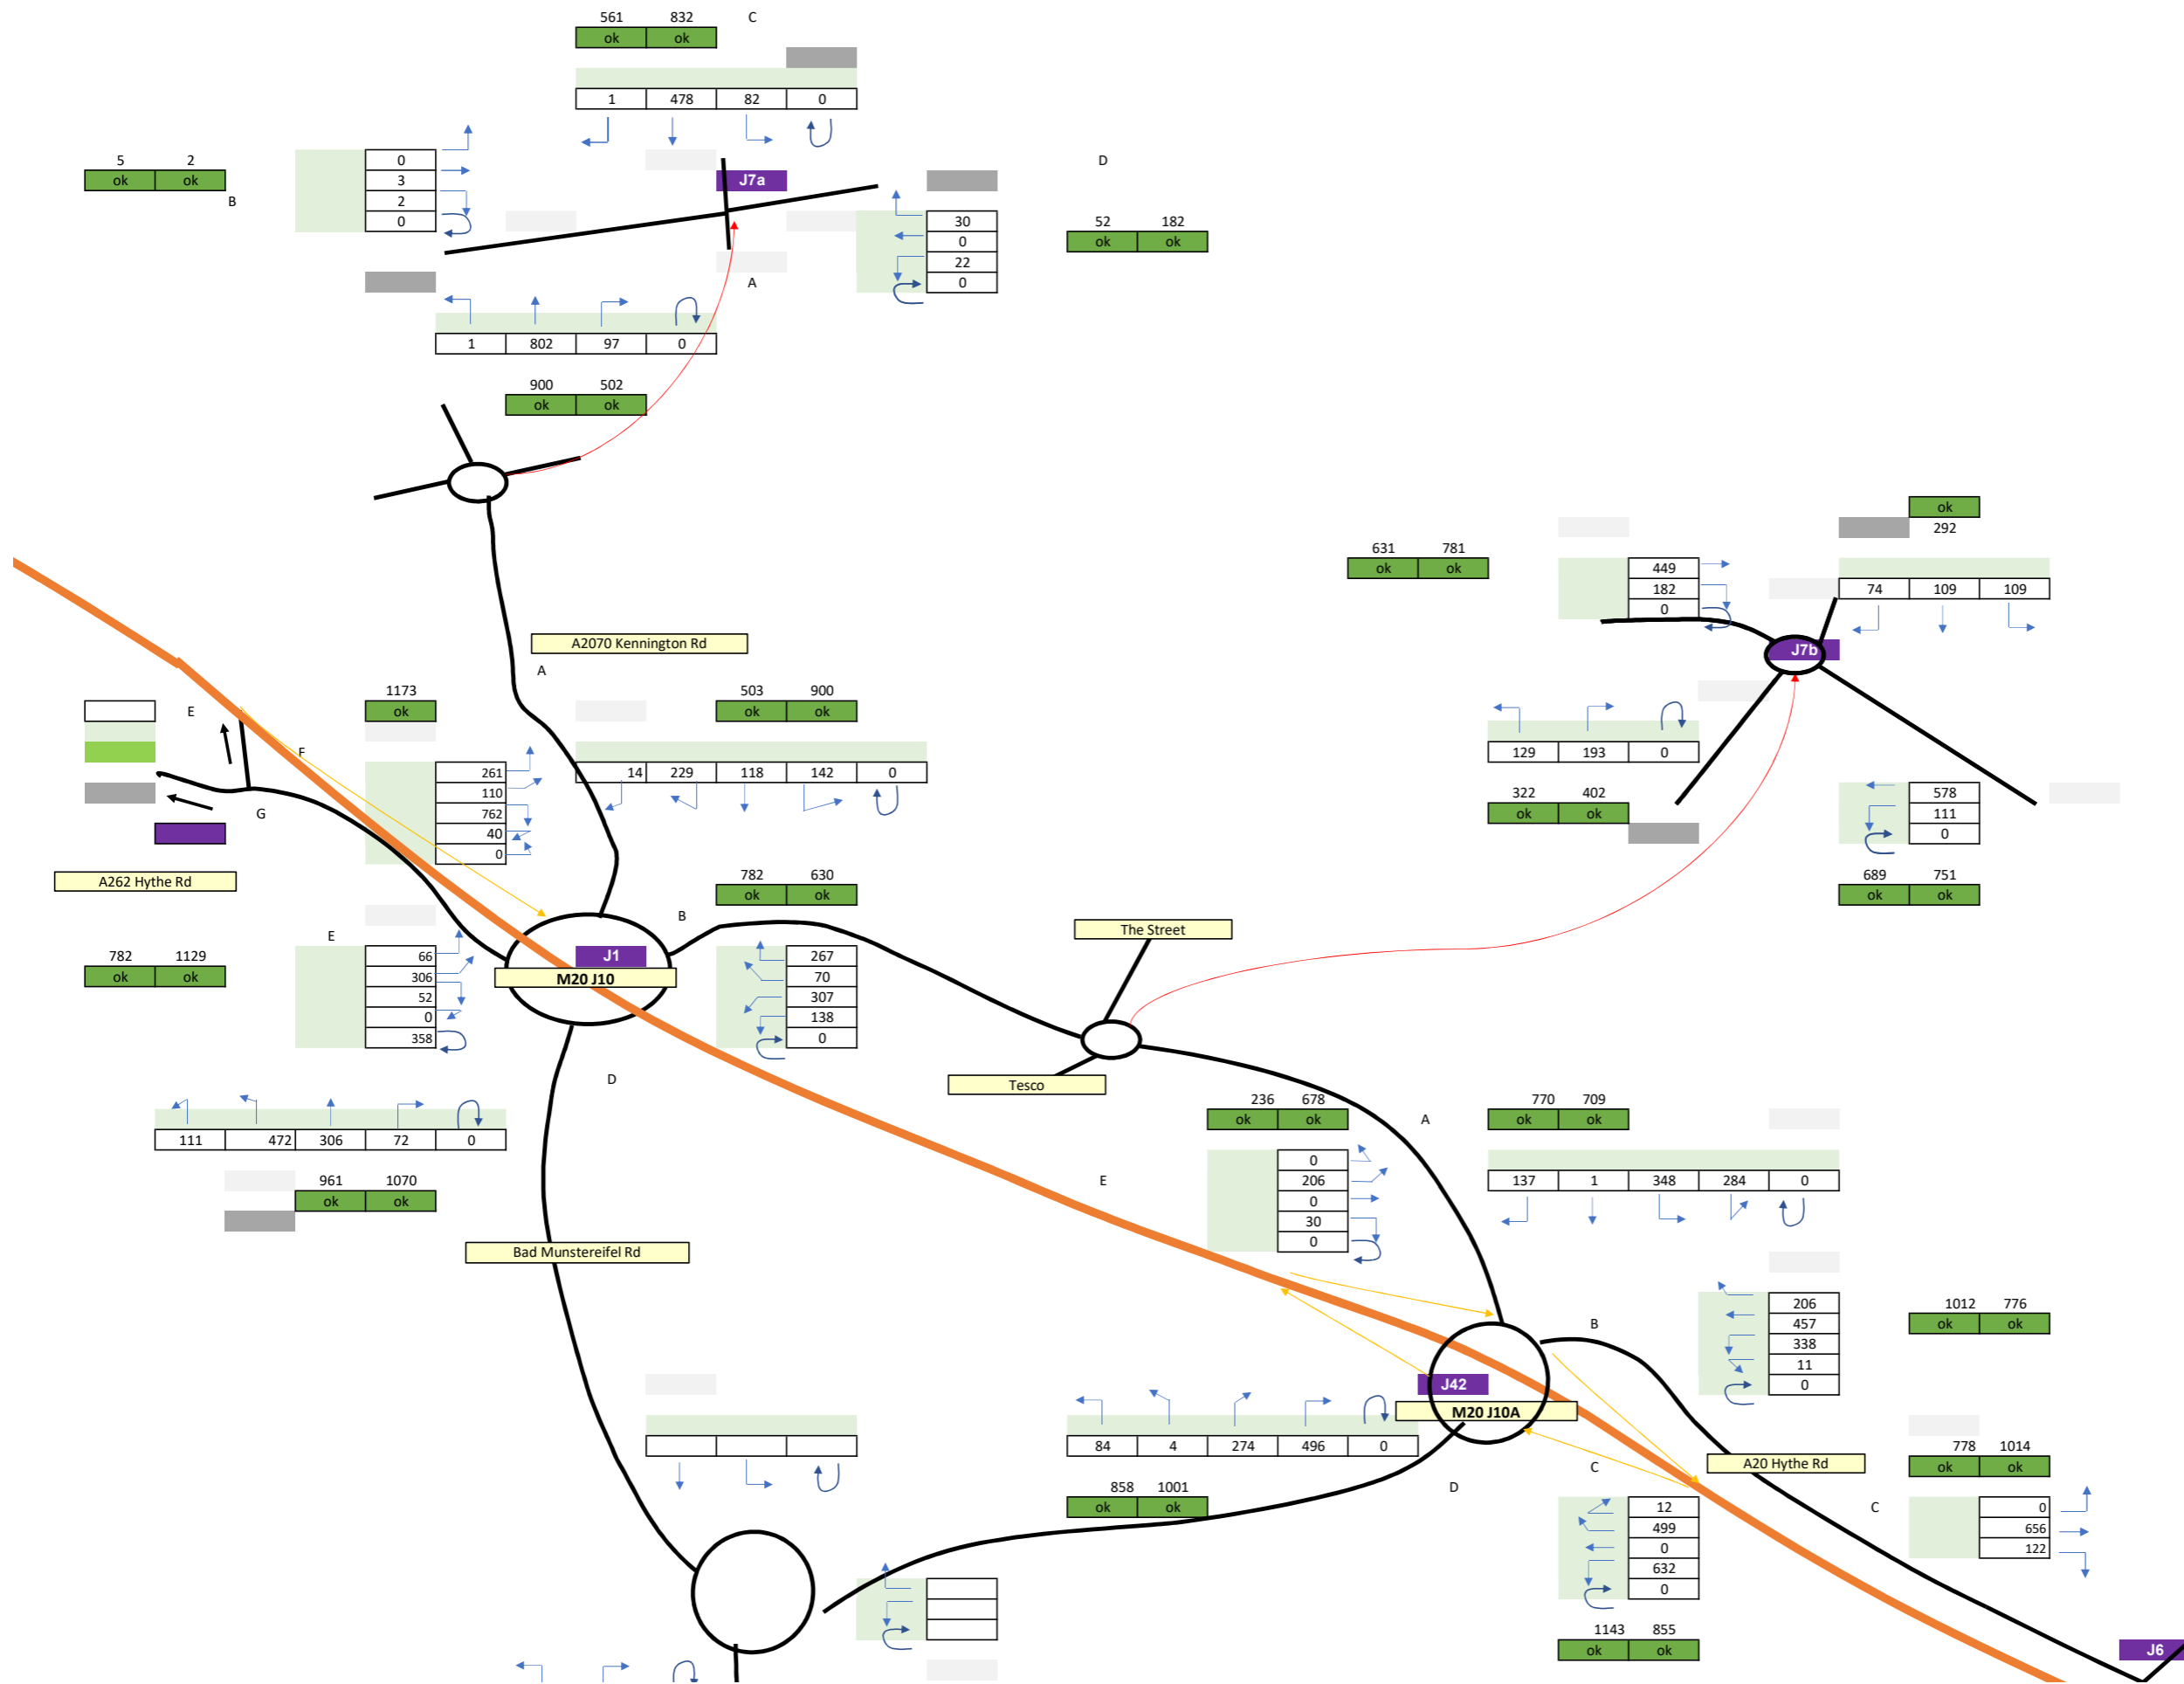 561 832 C
ok ok
1 478 82 0
5 2
ok ok
B
0
3
2
0
J7a
D
30
0
22
0
52 182
ok ok
A
1 802 97 0
900 502
ok ok
ok
292
631 781
ok ok
449
182
0
74 109 109
J7b
A2070 Kennington Rd
A
129 193 0
322 402
ok ok
578
111
0
689 751
ok ok
E
1173
ok
503 900
ok ok
F
261
110
762
40
0
14 229 118 142 0
G
A262 Hythe Rd
782 630
ok ok
B
E
782 1129
ok ok
66
306
52
0
358
J1
M20 J10
267
70
307
138
0
The Street
Tesco
D
111 472 306 72 0
961 1070
ok ok
Bad Munstereifel Rd
E
236 678
ok ok
A
770 709
ok ok
0
206
0
30
0
137 1 348 284 0
B
206
457
338
11
0
1012 776
ok ok
J42
M20 J10A
84 4 274 496 0
858 1001
ok ok
C
D
A20 Hythe Rd
778 1014
ok ok
C
0
656
122
12
499
0
632
0
1143 855
ok ok
J6